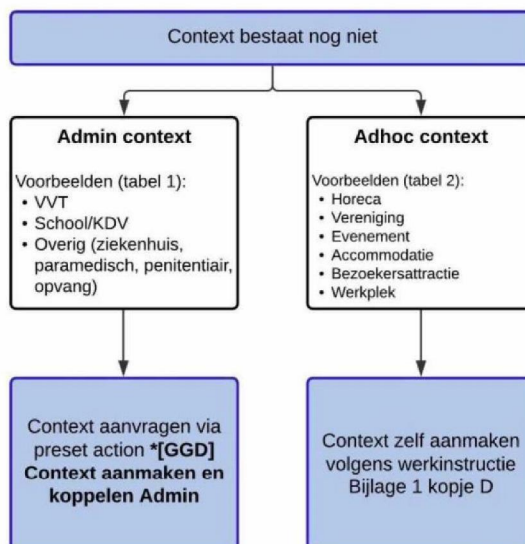 Context bestaat nog niet
Admin context
Voorbeelden (tabel 1):
• VVT
• School/KDV
• Overig (ziekenhuis,
paramedisch, penitentiair,
opvang)
Adhoc context
Voorbeelden (tabel 2):
• Horeca
• Vereniging
• Evenement
• Accommodatie
• Bezoekersattractie
• Werkplek
Context aanvragen via
preset action *[GGD]
Context aanmaken en
koppelen Admin
Context zelf aanmaken
volgens werkinstructie
Bijlage 1 kopje D